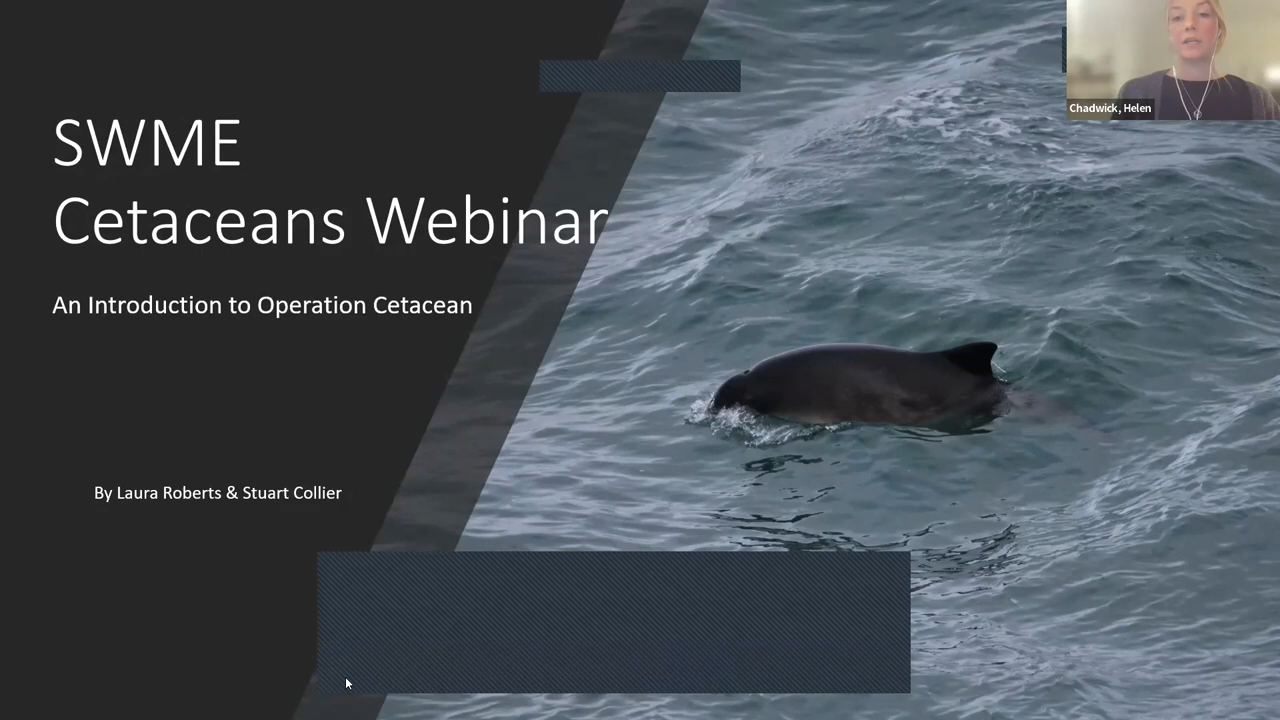 SWME
Cetaceans Webinar
An Introduction to Operation Cetacean
By Laura Roberts & Stuart Collier
Chadwick, Helen